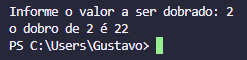 Informe o valor a ser dobrado: 2
o dobro de 2 é 22
PS C:\Users\Gustavo>